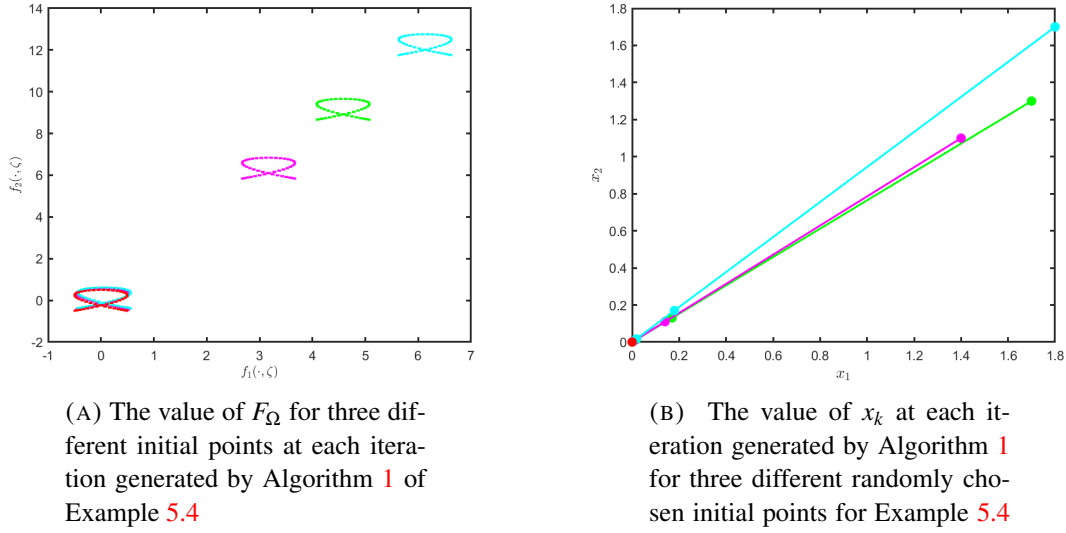 14
12
10
8
6
4
2
0
-2
-1 0 1 2 3 4 5 6 7
f₂(·, ζ)
f₁(·, ζ)
1.8
1.6
1.4
1.2
1
0.8
0.6
0.4
0.2
0
0 0.2 0.4 0.6 0.8 1 1.2 1.4 1.6 1.8
x₂
x₁
(A) The value of F_Ω for three dif-
ferent initial points at each itera-
tion generated by Algorithm 1 of
Example 5.4
(B) The value of x_k at each it-
eration generated by Algorithm 1
for three different randomly cho-
sen initial points for Example 5.4